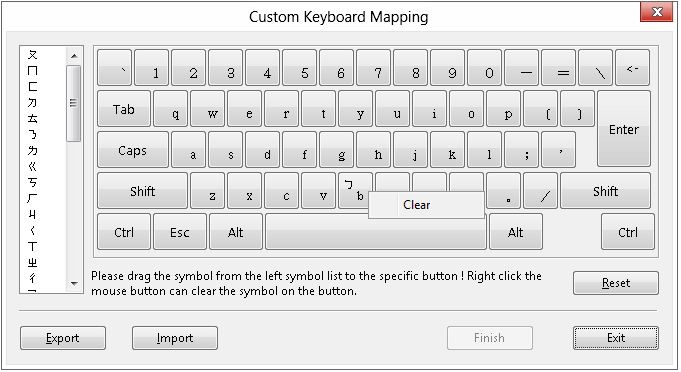 Custom Keyboard Mapping
ㄆ
ㄇ
ㄈ
ㄉ
ㄊ
ㄋ
ㄌ
ㄍ
ㄎ
ㄏ
ㄐ
ㄑ
ㄒ
ㄓ
ㄔ
` 1 2 3 4 5 6 7 8 9 0 - = \ <-
Tab q w e r t y u i o p [ ] Enter
Caps a s d f g h j k l ; '
Shift z x c v b . / Shift
Clear
Ctrl Esc Alt Alt Ctrl
Please drag the symbol from the left symbol list to the specific button ! Right click the
mouse button can clear the symbol on the button.
Reset
Export Import Finish Exit